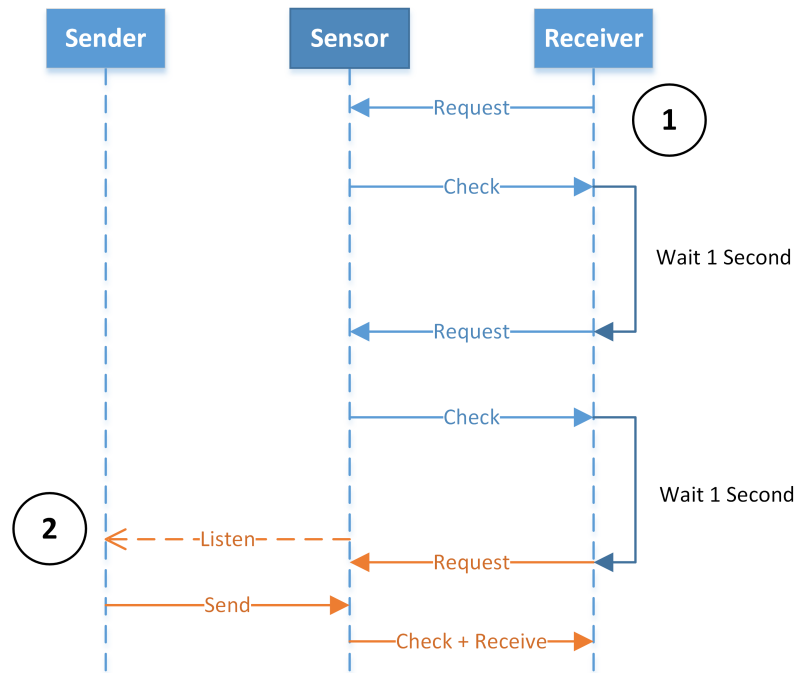 Sender
Sensor
Receiver
Request
1
Check
Wait 1 Second
Request
Check
Wait 1 Second
2
Listen
Request
Send
Check + Receive